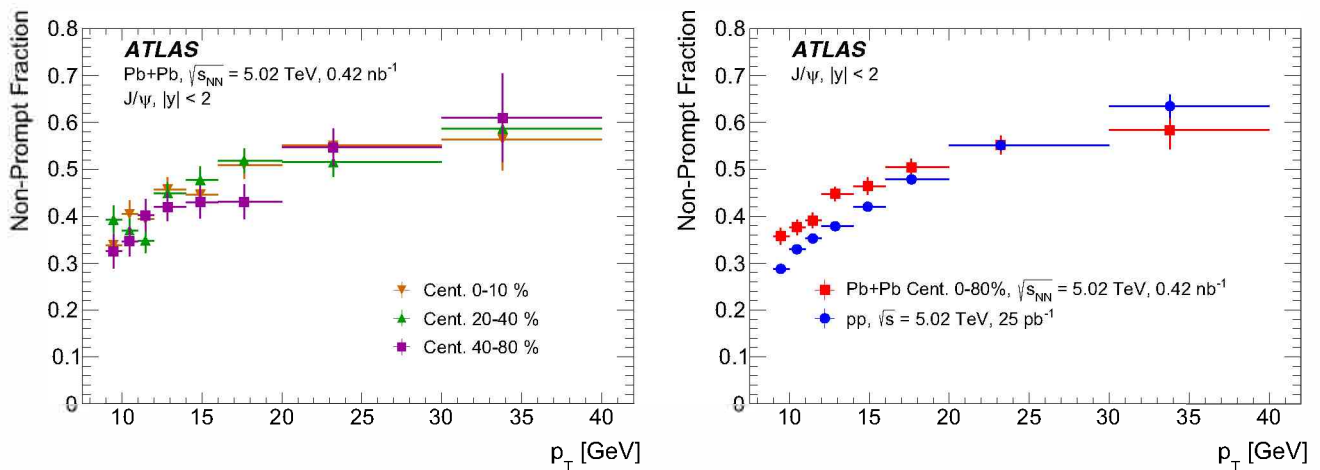 ATLAS
Pb+Pb, √s_NN = 5.02 TeV, 0.42 nb⁻¹
J/ψ, |y| < 2
Non-Prompt Fraction
0.8
0.7
0.6
0.5
0.4
0.3
0.2
0.1
0
Cent. 0-10 %
Cent. 20-40 %
Cent. 40-80 %
10 15 20 25 30 35 40
p_T [GeV]
ATLAS
J/ψ, |y| < 2
Non-Prompt Fraction
0.8
0.7
0.6
0.5
0.4
0.3
0.2
0.1
0
Pb+Pb Cent. 0-80%, √s_NN = 5.02 TeV, 0.42 nb⁻¹
pp, √s = 5.02 TeV, 25 pb⁻¹
10 15 20 25 30 35 40
p_T [GeV]